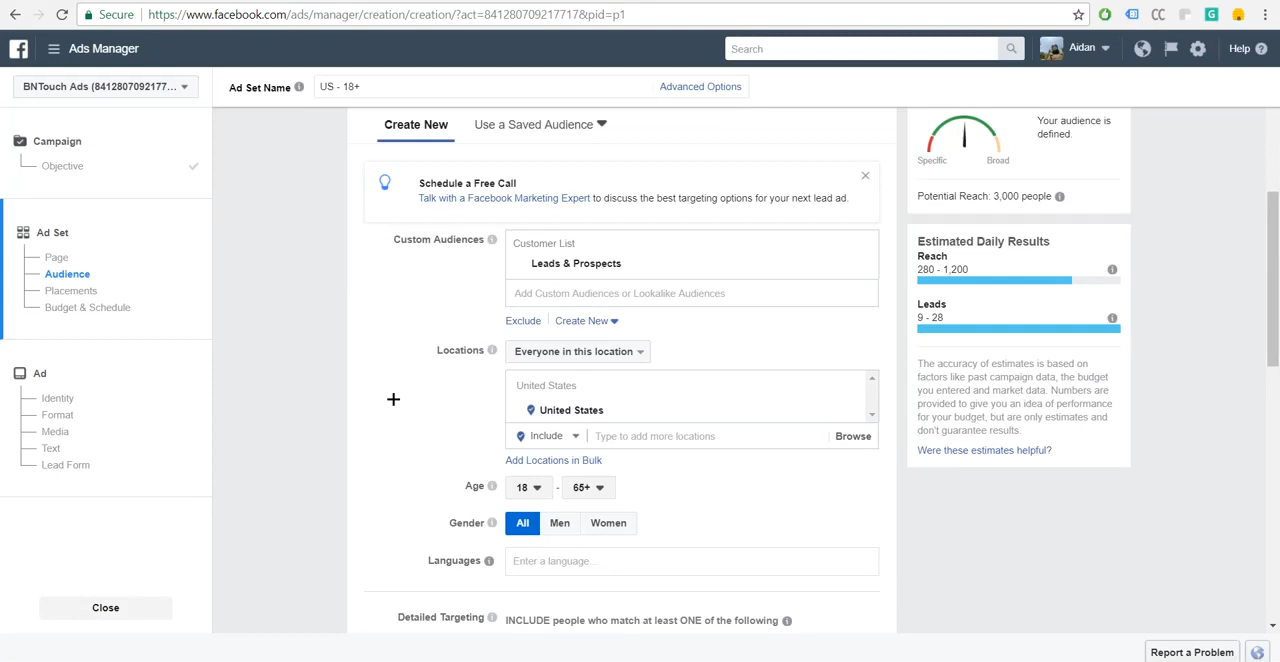 Secure https://www.facebook.com/ads/manager/creation/creation/?act=841280709217717&pid=p1
Ads Manager
Search
Aidan
Help
BNTouch Ads (8412807092177...
Ad Set Name
US - 18+
Advanced Options
Campaign
Objective
Ad Set
Page
Audience
Placements
Budget & Schedule
Ad
Identity
Format
Media
Text
Lead Form
Close
Create New
Use a Saved Audience
Schedule a Free Call
Talk with a Facebook Marketing Expert to discuss the best targeting options for your next lead ad.
Custom Audiences
Customer List
Leads & Prospects
Add Custom Audiences or Lookalike Audiences
Exclude
Create New
Locations
Everyone in this location
United States
United States
Include
Type to add more locations
Browse
Add Locations in Bulk
Age
18 - 65+
Gender
All
Men
Women
Languages
Enter a language...
Detailed Targeting
INCLUDE people who match at least ONE of the following
Your audience is
defined.
Specific
Broad
Potential Reach: 3,000 people
Estimated Daily Results
Reach
280 - 1,200
Leads
9 - 28
The accuracy of estimates is based on
factors like past campaign data, the budget
you entered and market data. Numbers are
provided to give you an idea of performance
for your budget, but are only estimates and
don't guarantee results.
Were these estimates helpful?
Report a Problem